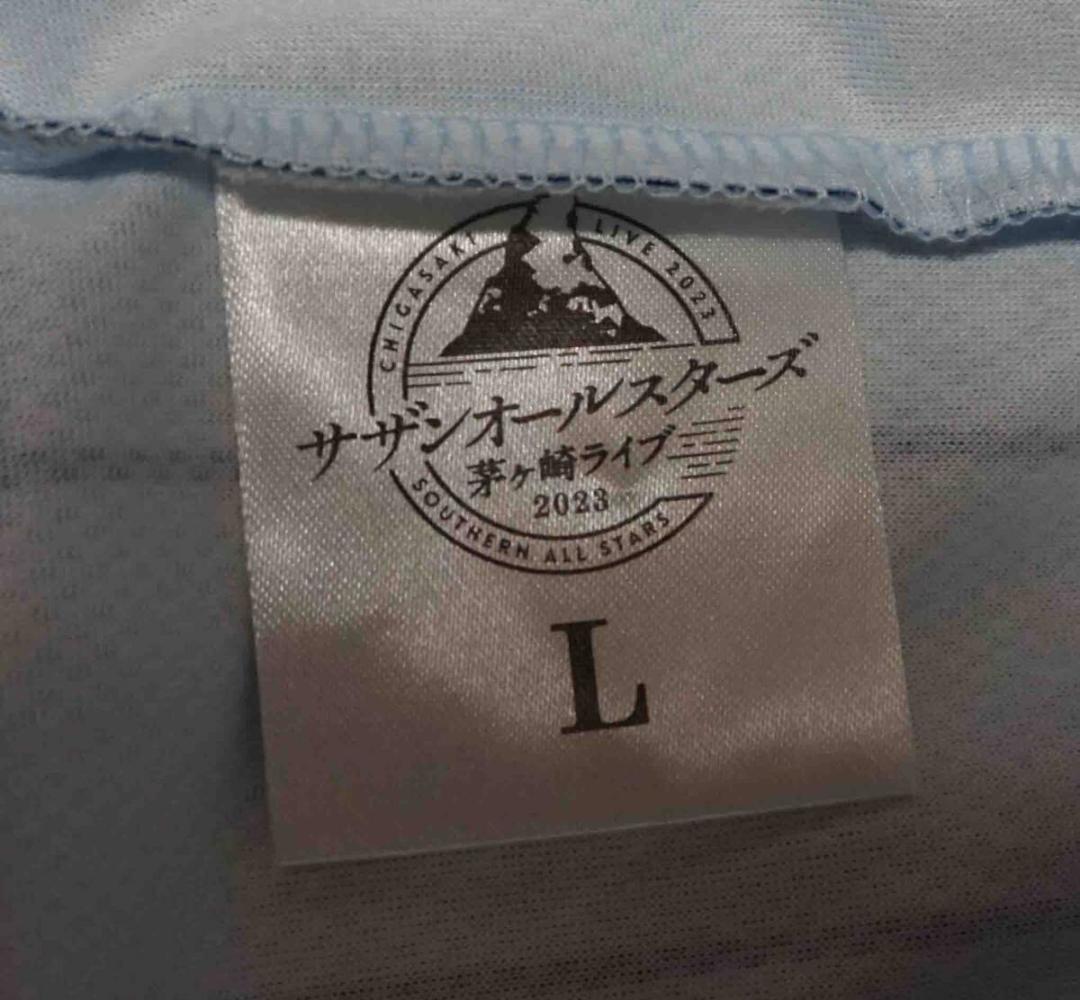 CHIGASAKI LIVE 2023
サザンオールスターズ
茅ヶ崎ライブ
2023
SOUTHERN ALL STARS
L